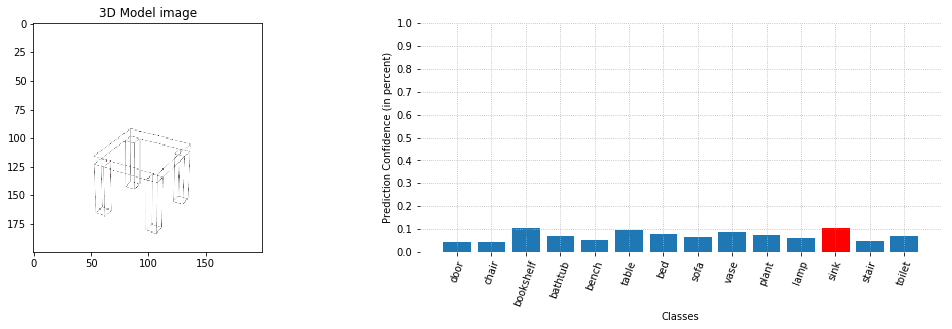 3D Model image
0
25
50
75
100
125
150
175
0
50
100
150
Prediction Confidence (in percent)
1.0
0.9
0.8
0.7
0.6
0.5
0.4
0.3
0.2
0.1
0.0
door
chair
bookshelf
bathtub
bench
table
bed
sofa
vase
plant
lamp
sink
stair
toilet
Classes